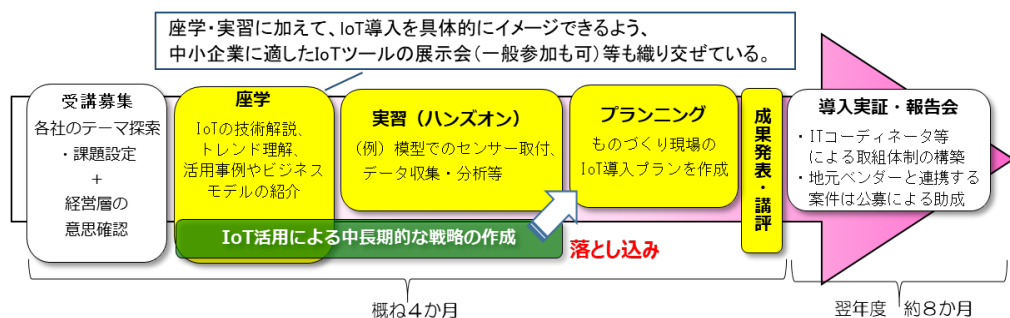 座学・実習に加えて、IoT導入を具体的にイメージできるよう、
中小企業に適したIoTツールの展示会（一般参加も可）等も織り交ぜている。
受講募集
各社のテーマ探索
・課題設定
＋
経営層の
意思確認
座学
IoTの技術解説、
トレンド理解、
活用事例やビジネス
モデルの紹介
実習（ハンズオン）
（例）模型でのセンサー取付、
データ収集・分析等
プランニング
ものづくり現場の
IoT導入プランを作成
成果発表・講評
導入実証・報告会
・ITコーディネータ等
による取組体制の構築
・地元ベンダーと連携する
案件は公募による助成
IoT活用による中長期的な戦略の作成
落とし込み
概ね４か月
翌年度　約８か月